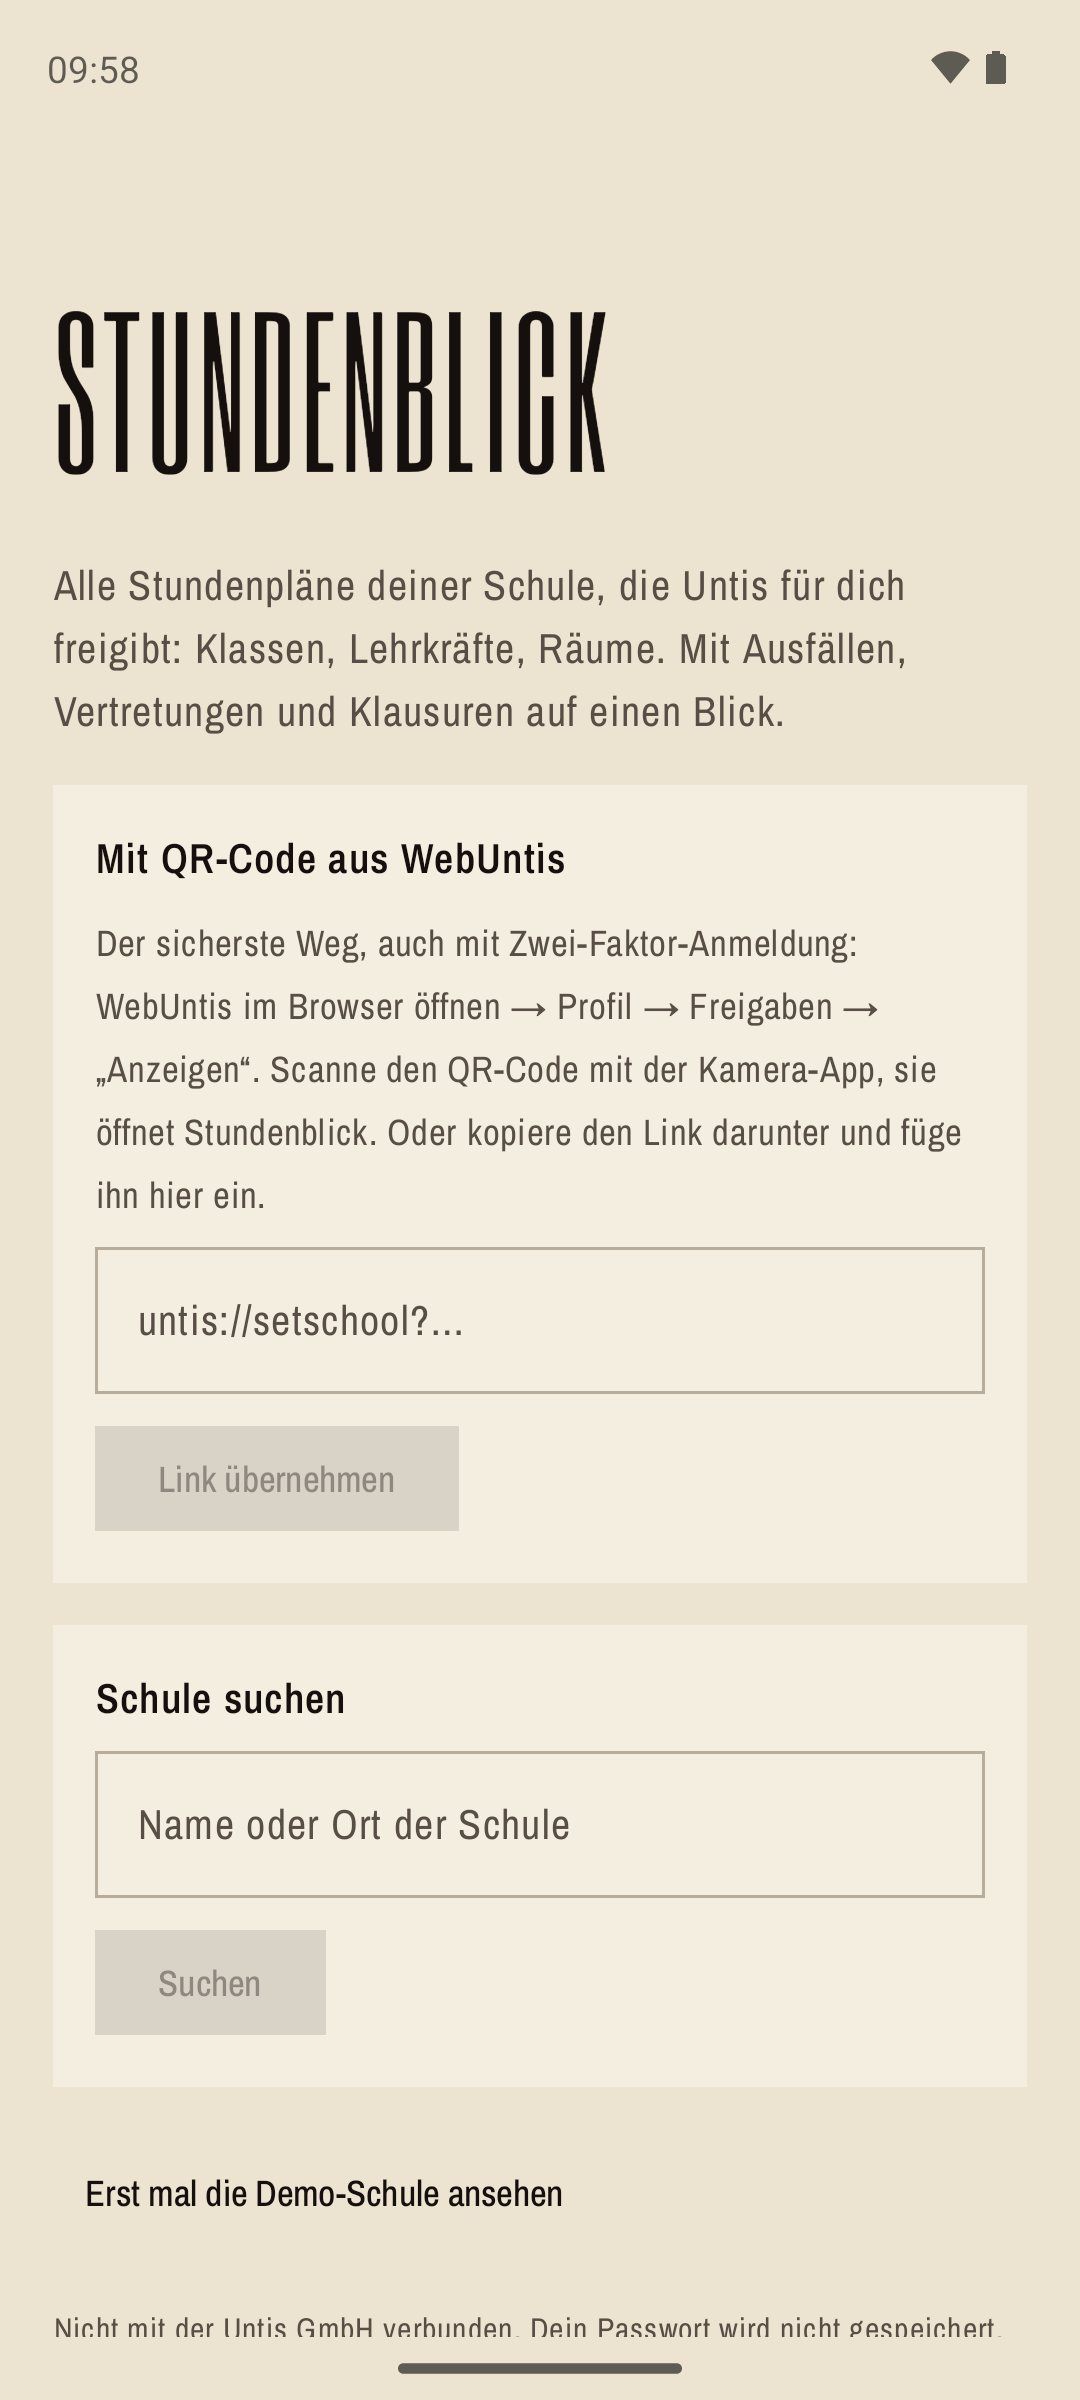 09:58
STUNDENBLICK
Alle Stundenpläne deiner Schule, die Untis für dich
freigibt: Klassen, Lehrkräfte, Räume. Mit Ausfällen,
Vertretungen und Klausuren auf einen Blick.
Mit QR-Code aus WebUntis
Der sicherste Weg, auch mit Zwei-Faktor-Anmeldung:
WebUntis im Browser öffnen → Profil → Freigaben →
„Anzeigen“. Scanne den QR-Code mit der Kamera-App, sie
öffnet Stundenblick. Oder kopiere den Link darunter und füge
ihn hier ein.
untis://setschool?...
Link übernehmen
Schule suchen
Name oder Ort der Schule
Suchen
Erst mal die Demo-Schule ansehen
Nicht mit der Untis GmbH verbunden. Dein Passwort wird nicht gespeichert.